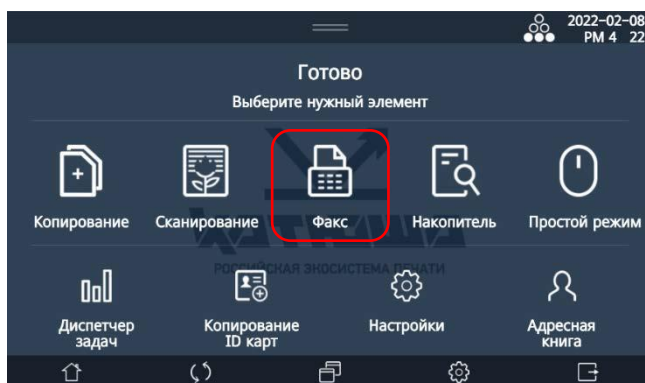 2022-02-08
PM 4 22
Готово
Выберите нужный элемент
Копирование Сканирование Факс Накопитель Простой режим
КАТЮША
РОССИЙСКАЯ ЭКОСИСТЕМА ПЕЧАТИ
Диспетчер задач Копирование ID карт Настройки Адресная книга